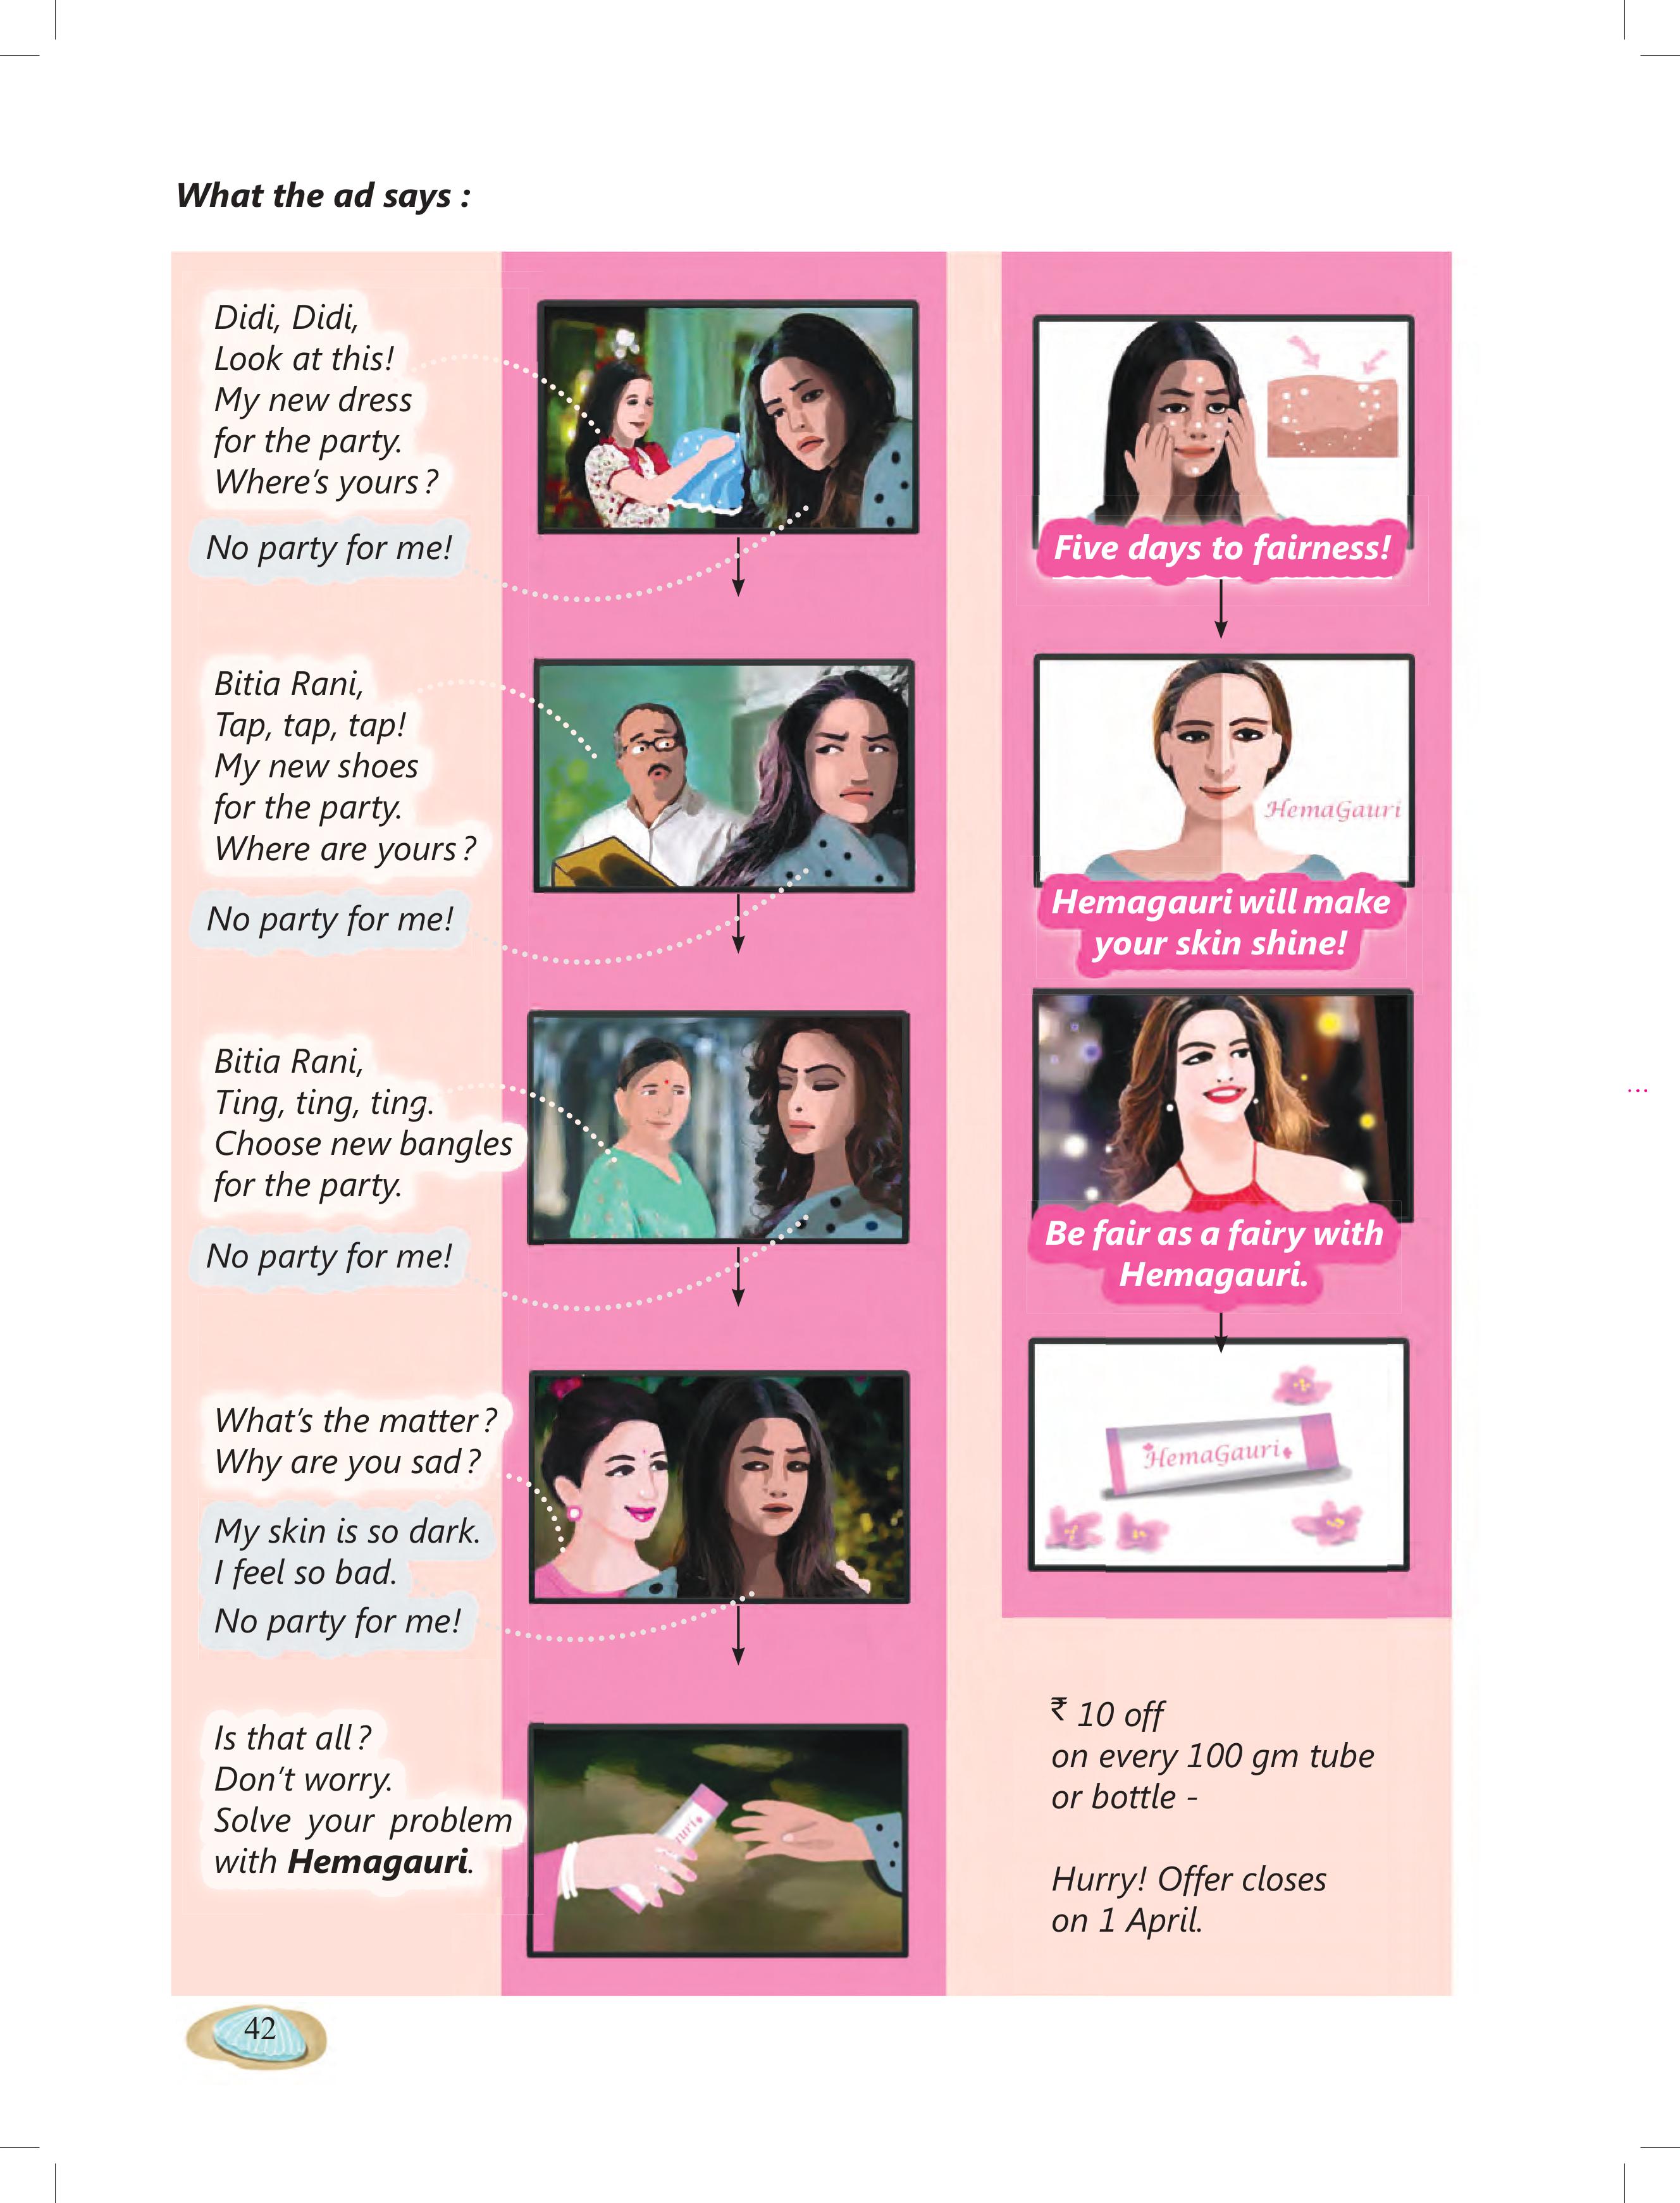 What the ad says :
Didi, Didi,
Look at this!
My new dress
for the party.
Where's yours?
No party for me!
Bitia Rani,
Tap, tap, tap!
My new shoes
for the party.
Where are yours?
No party for me!
Bitia Rani,
Ting, ting, ting.
Choose new bangles
for the party.
No party for me!
What's the matter?
Why are you sad?
My skin is so dark.
I feel so bad.
No party for me!
Is that all?
Don't worry.
Solve your problem
with Hemagauri.
uri
Five days to fairness!
HemaGauri
Hemagauri will make
your skin shine!
Be fair as a fairy with
Hemagauri.
HemaGauri
₹ 10 off
on every 100 gm tube
or bottle -
Hurry! Offer closes
on 1 April.
42